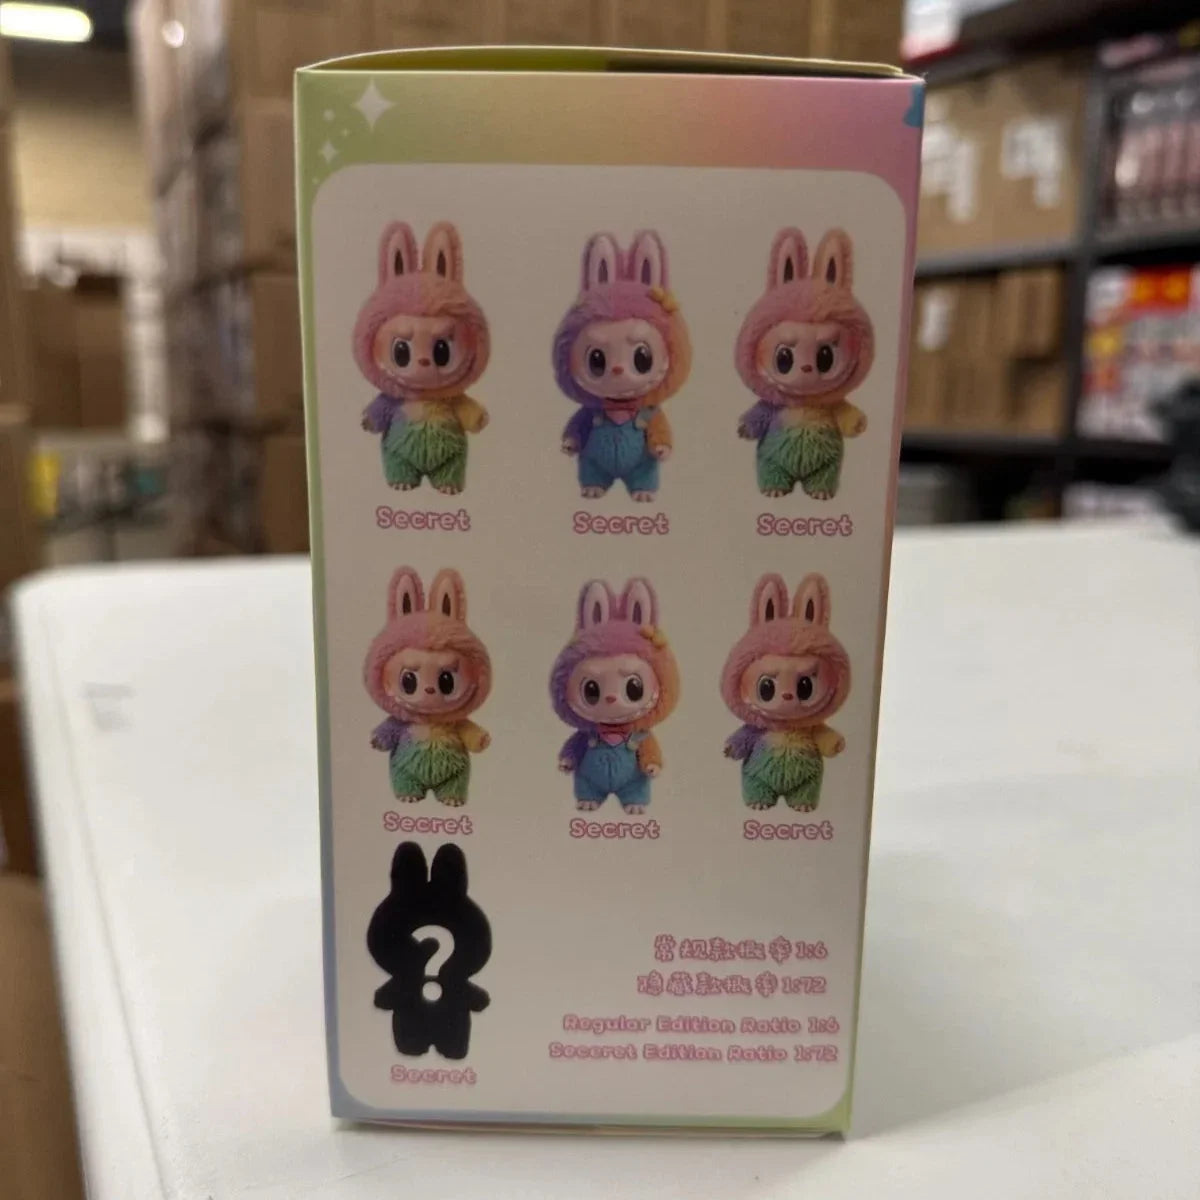 Secret Secret Secret
Secret Secret Secret
常规款概率1:6
隐藏款概率1:72
Regular Edition Ratio 1:6
Seceret Edition Ratio 1:72
Secret